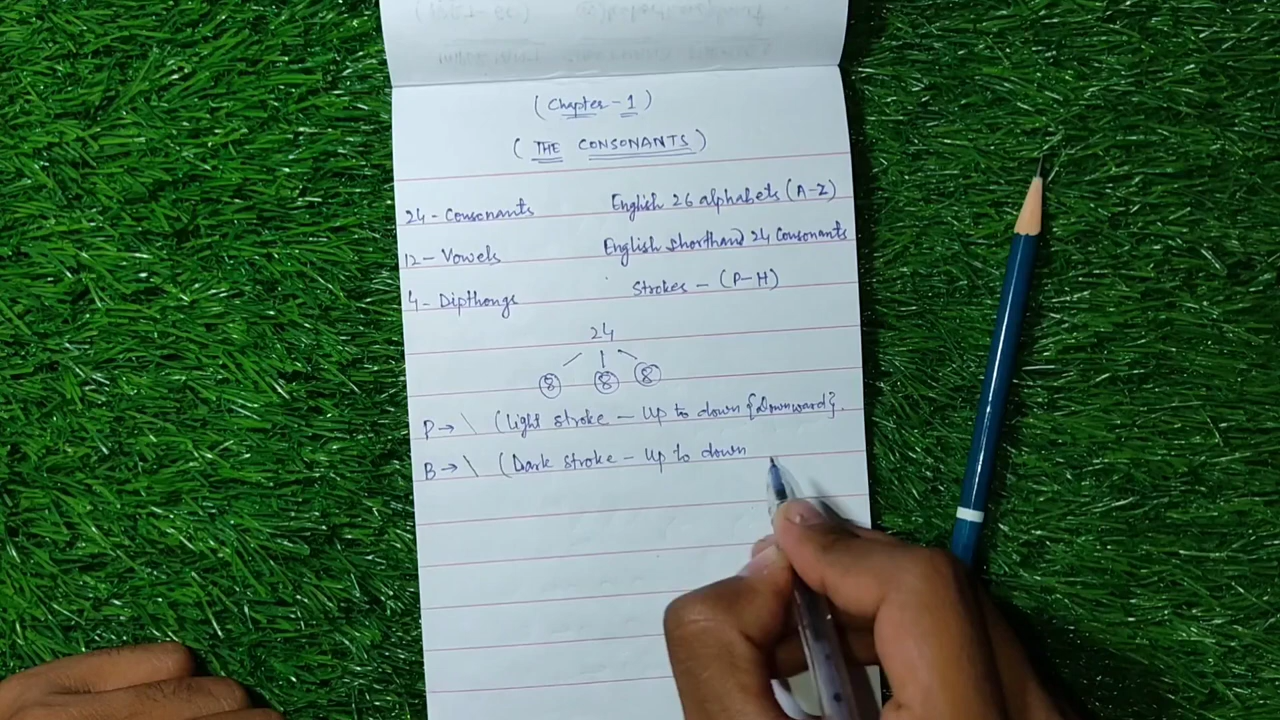 (Chapter-1)
(THE CONSONANTS)
24 - Consonants English 26 alphabets (A-Z)
12 - Vowels English shorthand 24 Consonants
4 - Dipthongs Strokes - (P-H)
24
8 8 8
P → \ (light stroke - Up to down {Downward}.
B → \ (Dark stroke - Up to down